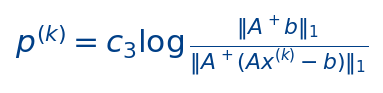 $p^{(k)} = c_3 \log \frac{\|A^+ b\|_1}{\|A^+ (Ax^{(k)} - b)\|_1}$